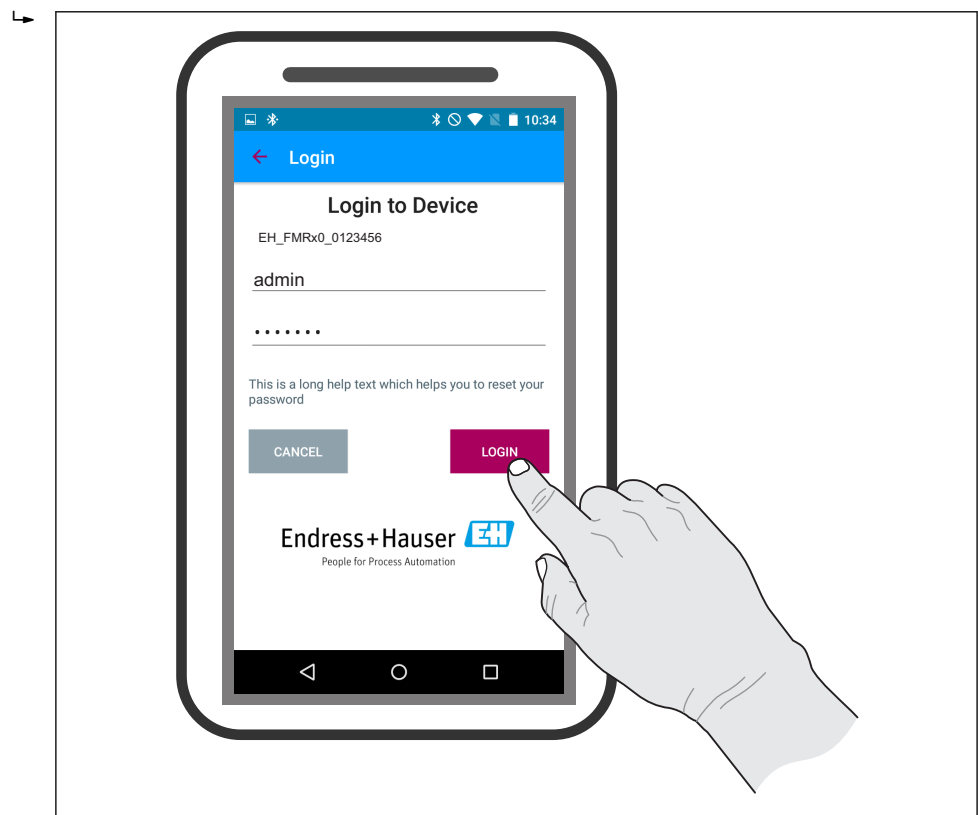 10:34
Login
Login to Device
EH_FMRx0_0123456
admin
•••••••
This is a long help text which helps you to reset your
password
CANCEL
LOGIN
Endress+Hauser EH
People for Process Automation